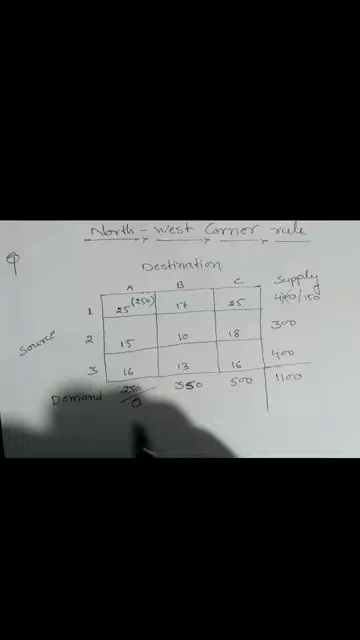 North-West Corner rule
Q
Destination
A B C Supply
1 25 (250) 17 25 400/150
Source 2 15 10 18 300
3 16 13 16 400
Demand 250 350 500 1100
0